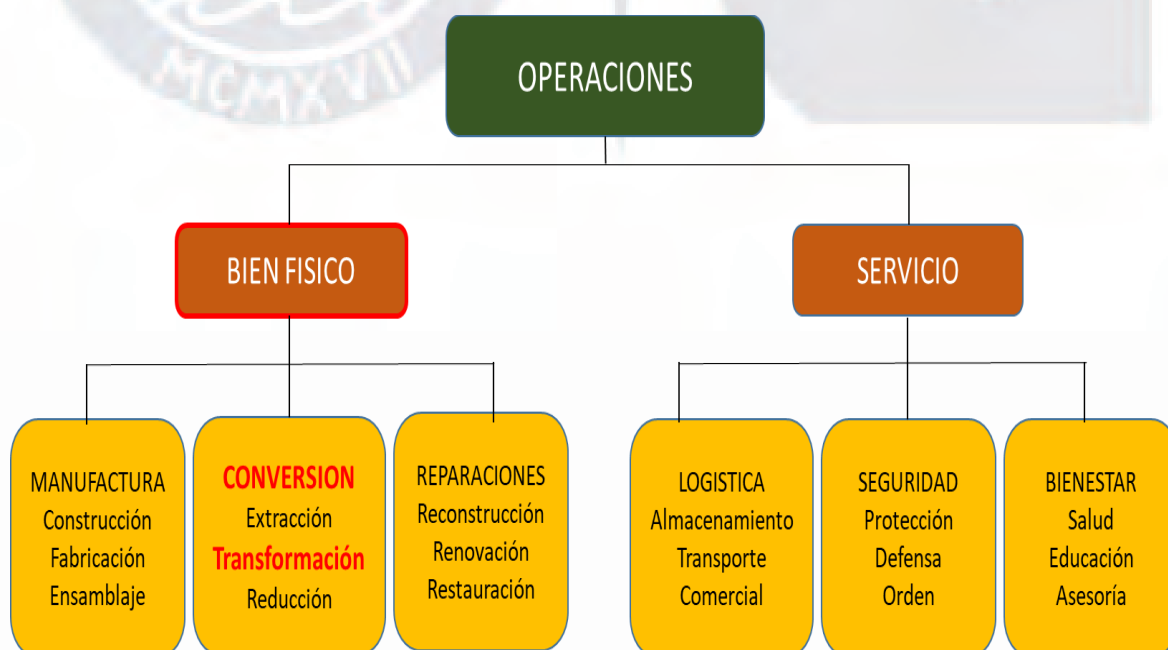 MCMXVII
OPERACIONES
BIEN FISICO
SERVICIO
MANUFACTURA
Construcción
Fabricación
Ensamblaje
CONVERSION
Extracción
Transformación
Reducción
REPARACIONES
Reconstrucción
Renovación
Restauración
LOGISTICA
Almacenamiento
Transporte
Comercial
SEGURIDAD
Protección
Defensa
Orden
BIENESTAR
Salud
Educación
Asesoría